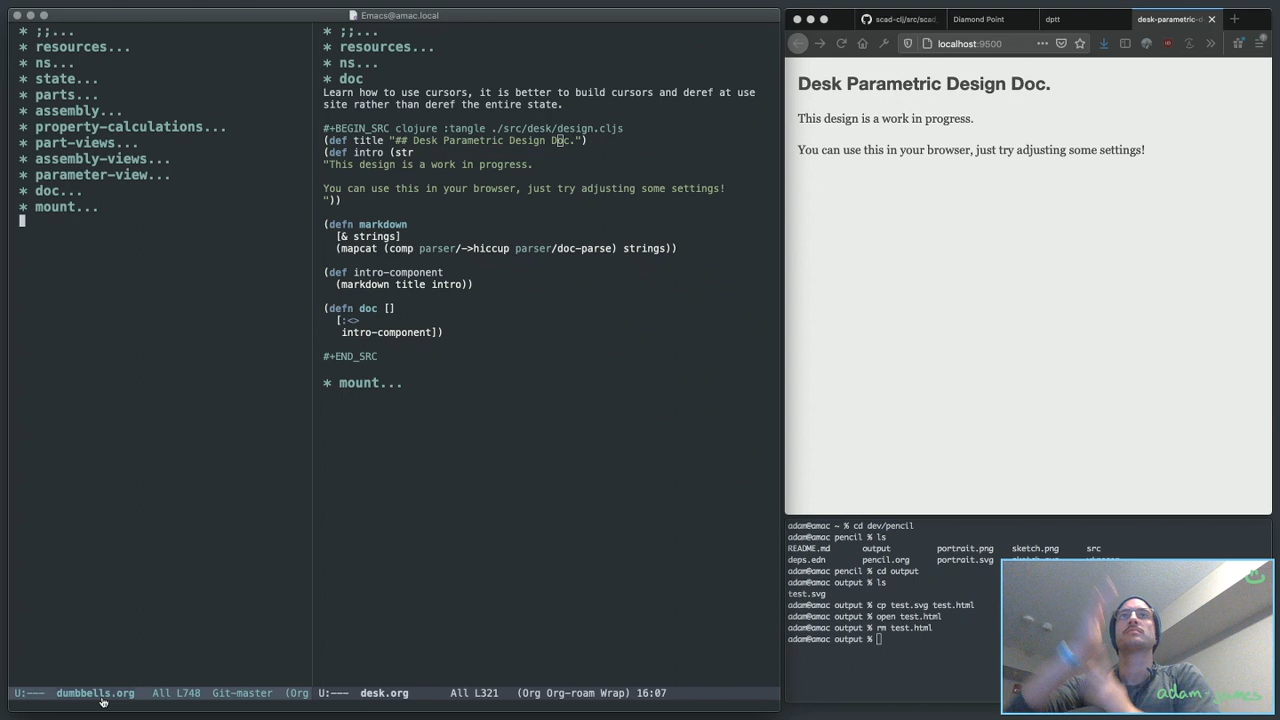 Emacs@amac.local
* ;;...
* resources...
* ns...
* state...
* parts...
* assembly...
* property-calculations...
* part-views...
* assembly-views...
* parameter-view...
* doc...
* mount...
U:--- dumbbells.org All L748 Git-master (Org
* ;;...
* resources...
* ns...
* doc
Learn how to use cursors, it is better to build cursors and deref at use
site rather than deref the entire state.
#+BEGIN_SRC clojure :tangle ./src/desk/design.cljs
(def title "## Desk Parametric Design Doc.")
(def intro (str
"This design is a work in progress.
You can use this in your browser, just try adjusting some settings!
"))
(defn markdown
[& strings]
(mapcat (comp parser/->hiccup parser/doc-parse) strings))
(def intro-component
(markdown title intro))
(defn doc []
[:<>
intro-component])
#+END_SRC
* mount...
U:--- desk.org All L321 (Org Org-roam Wrap) 16:07
scad-clj/src/scad_ Diamond Point dptt desk-parametric-d
localhost:9500
Desk Parametric Design Doc.
This design is a work in progress.
You can use this in your browser, just try adjusting some settings!
adam@amac ~ % cd dev/pencil
adam@amac pencil % ls
README.md output portrait.png sketch.png src
deps.edn pencil.org portrait.svg
adam@amac pencil % cd output
adam@amac output % ls
test.svg
adam@amac output % cp test.svg test.html
adam@amac output % open test.html
adam@amac output % rm test.html
adam@amac output %
adam james